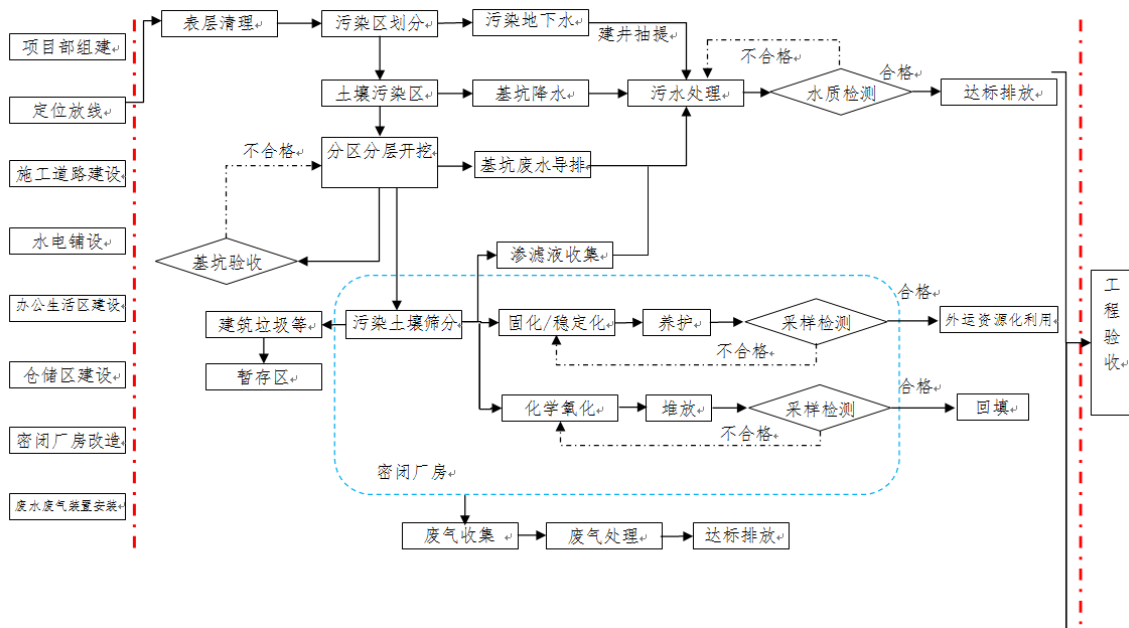 表层清理
污染区划分
污染地下水
建井抽提
项目部组建
不合格
合格
定位放线
土壤污染区
基坑降水
污水处理
水质检测
达标排放
不合格
分区分层开挖
施工道路建设
基坑废水导排
水电铺设
基坑验收
渗滤液收集
办公生活区建设
建筑垃圾等
污染土壤筛分
固化/稳定化
养护
采样检测
合格
外运资源化利用
不合格
工
程
验
收
仓储区建设
暂存区
化学氧化
堆放
采样检测
合格
回填
不合格
密闭厂房改造
密闭厂房
废水废气装置安装
废气收集
废气处理
达标排放